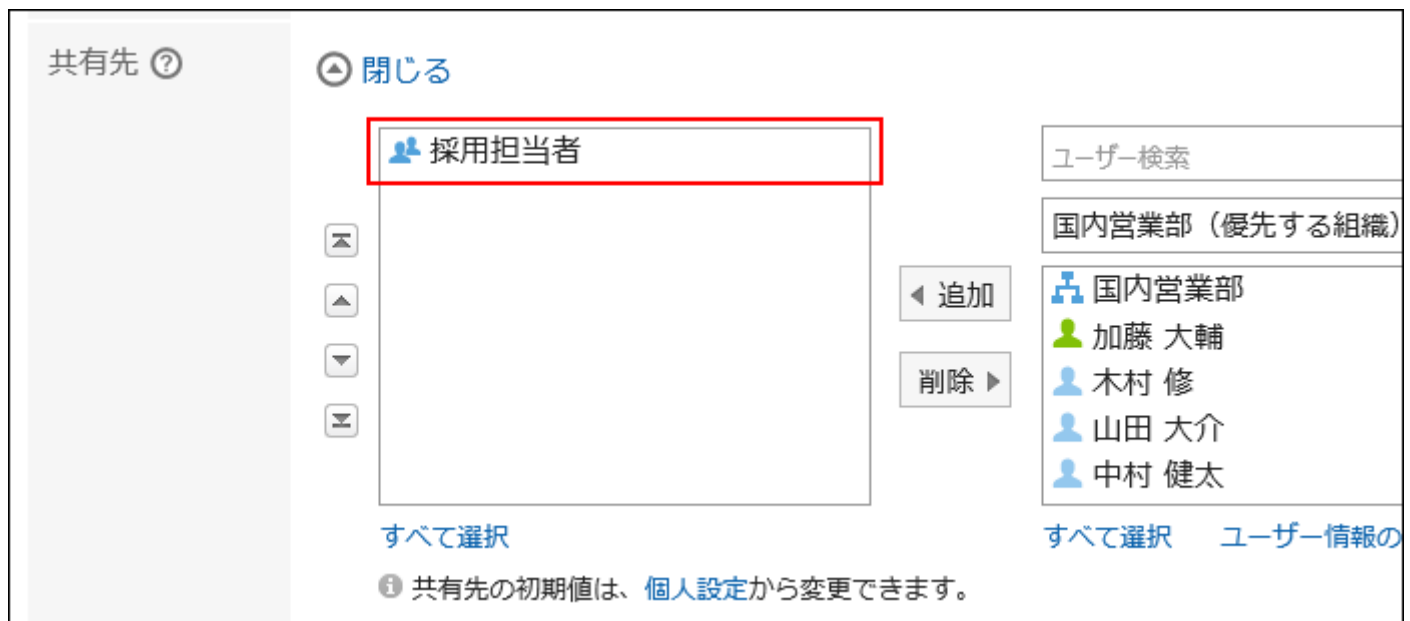 共有先
閉じる
採用担当者
ユーザー検索
国内営業部（優先する組織）
追加
削除
国内営業部
加藤 大輔
木村 修
山田 大介
中村 健太
すべて選択
すべて選択 ユーザー情報の
共有先の初期値は、個人設定から変更できます。